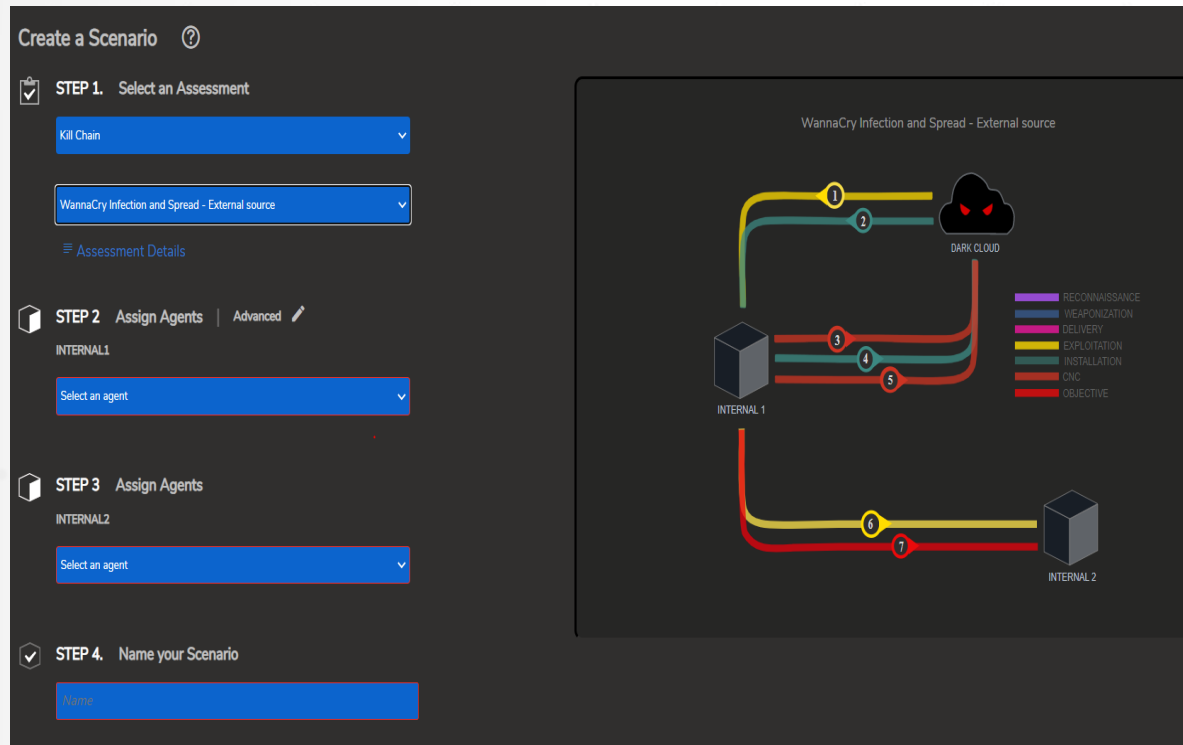 Create a Scenario ?
STEP 1. Select an Assessment
Kill Chain
WannaCry Infection and Spread - External source
Assessment Details
STEP 2 Assign Agents | Advanced
INTERNAL1
Select an agent
STEP 3 Assign Agents
INTERNAL2
Select an agent
STEP 4. Name your Scenario
Name
WannaCry Infection and Spread - External source
1
2
DARK CLOUD
RECONNAISSANCE
WEAPONIZATION
DELIVERY
EXPLOITATION
INSTALLATION
CNC
OBJECTIVE
3
4
5
INTERNAL 1
6
7
INTERNAL 2